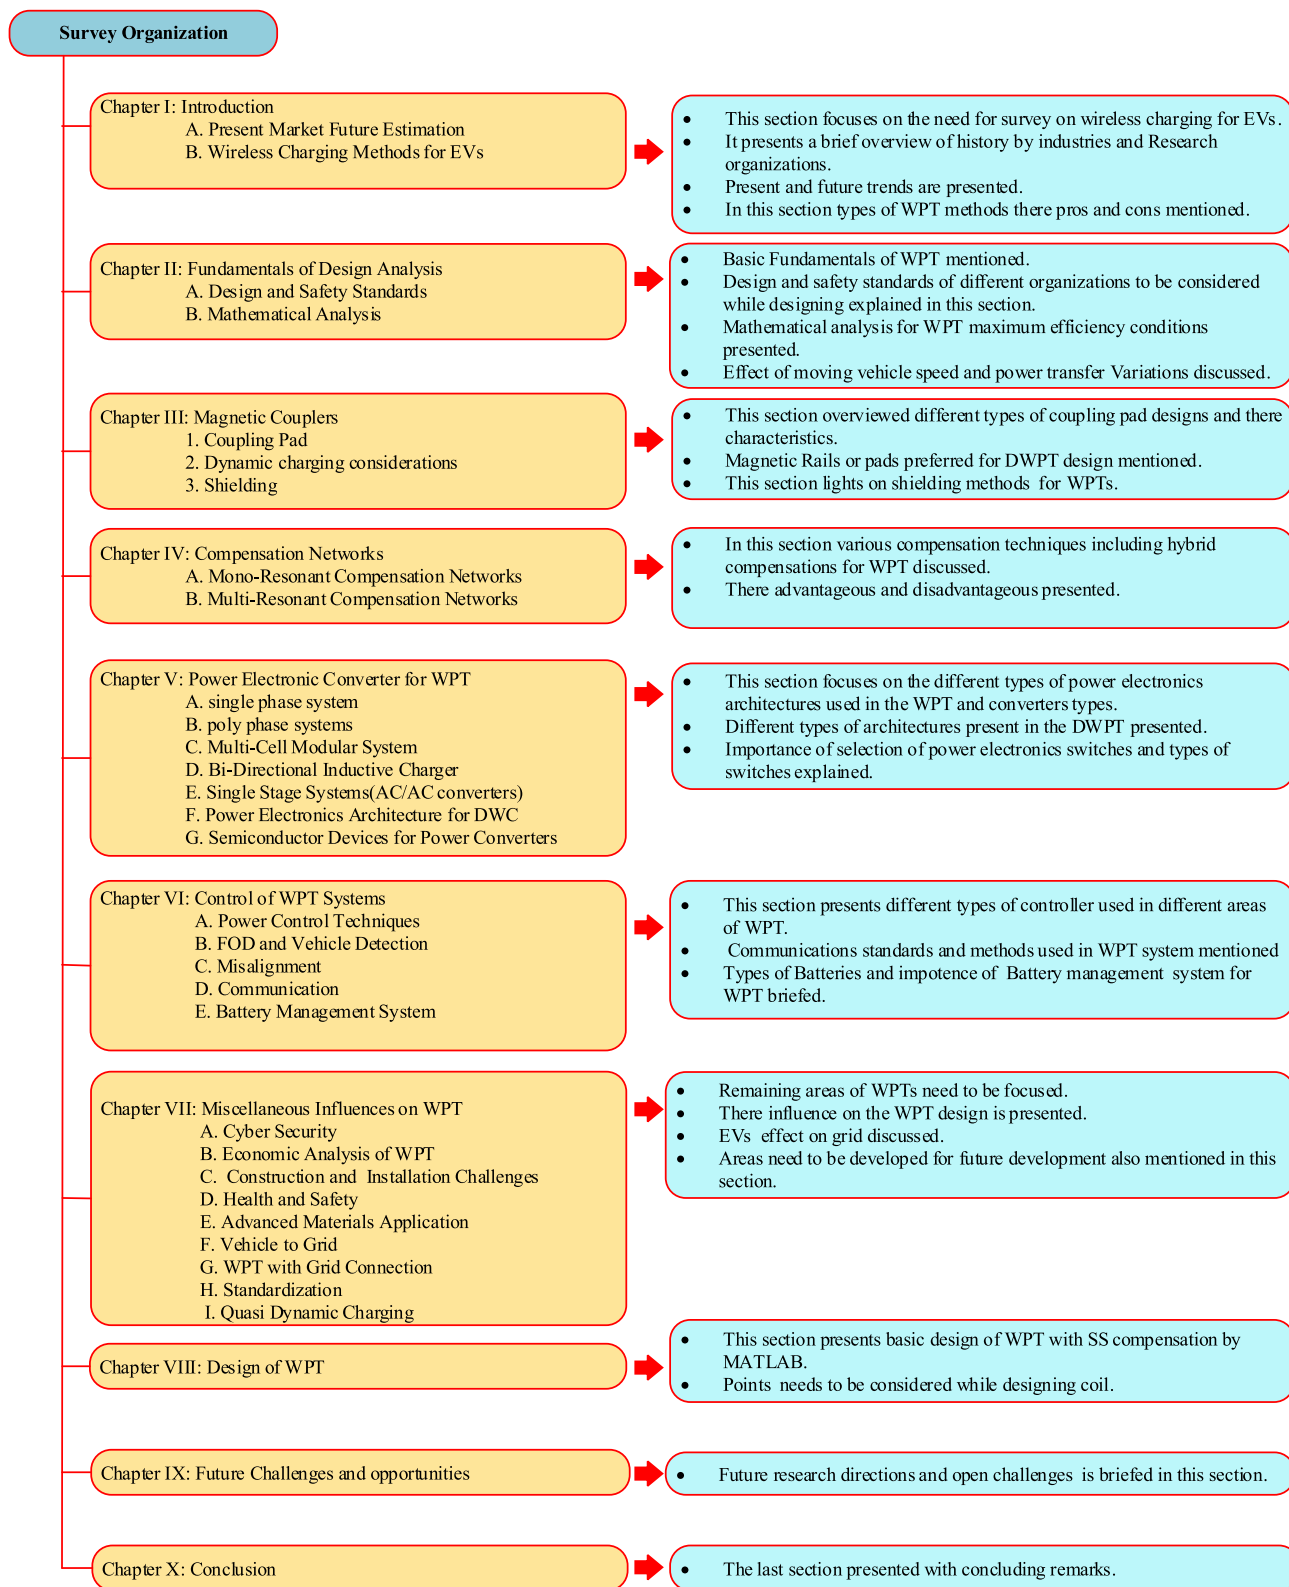 Survey Organization
Chapter I: Introduction
A. Present Market Future Estimation
B. Wireless Charging Methods for EVs
• This section focuses on the need for survey on wireless charging for EVs.
• It presents a brief overview of history by industries and Research
organizations.
• Present and future trends are presented.
• In this section types of WPT methods there pros and cons mentioned.
Chapter II: Fundamentals of Design Analysis
A. Design and Safety Standards
B. Mathematical Analysis
• Basic Fundamentals of WPT mentioned.
• Design and safety standards of different organizations to be considered
while designing explained in this section.
• Mathematical analysis for WPT maximum efficiency conditions
presented.
• Effect of moving vehicle speed and power transfer Variations discussed.
Chapter III: Magnetic Couplers
1. Coupling Pad
2. Dynamic charging considerations
3. Shielding
• This section overviewed different types of coupling pad designs and there
characteristics.
• Magnetic Rails or pads preferred for DWPT design mentioned.
• This section lights on shielding methods for WPTs.
Chapter IV: Compensation Networks
A. Mono-Resonant Compensation Networks
B. Multi-Resonant Compensation Networks
• In this section various compensation techniques including hybrid
compensations for WPT discussed.
• There advantageous and disadvantageous presented.
Chapter V: Power Electronic Converter for WPT
A. single phase system
B. poly phase systems
C. Multi-Cell Modular System
D. Bi-Directional Inductive Charger
E. Single Stage Systems(AC/AC converters)
F. Power Electronics Architecture for DWC
G. Semiconductor Devices for Power Converters
• This section focuses on the different types of power electronics
architectures used in the WPT and converters types.
• Different types of architectures present in the DWPT presented.
• Importance of selection of power electronics switches and types of
switches explained.
Chapter VI: Control of WPT Systems
A. Power Control Techniques
B. FOD and Vehicle Detection
C. Misalignment
D. Communication
E. Battery Management System
• This section presents different types of controller used in different areas
of WPT.
• Communications standards and methods used in WPT system mentioned
• Types of Batteries and impotence of Battery management system for
WPT briefed.
Chapter VII: Miscellaneous Influences on WPT
A. Cyber Security
B. Economic Analysis of WPT
C. Construction and Installation Challenges
D. Health and Safety
E. Advanced Materials Application
F. Vehicle to Grid
G. WPT with Grid Connection
H. Standardization
I. Quasi Dynamic Charging
• Remaining areas of WPTs need to be focused.
• There influence on the WPT design is presented.
• EVs effect on grid discussed.
• Areas need to be developed for future development also mentioned in this
section.
Chapter VIII: Design of WPT
• This section presents basic design of WPT with SS compensation by
MATLAB.
• Points needs to be considered while designing coil.
Chapter IX: Future Challenges and opportunities
• Future research directions and open challenges is briefed in this section.
Chapter X: Conclusion
• The last section presented with concluding remarks.